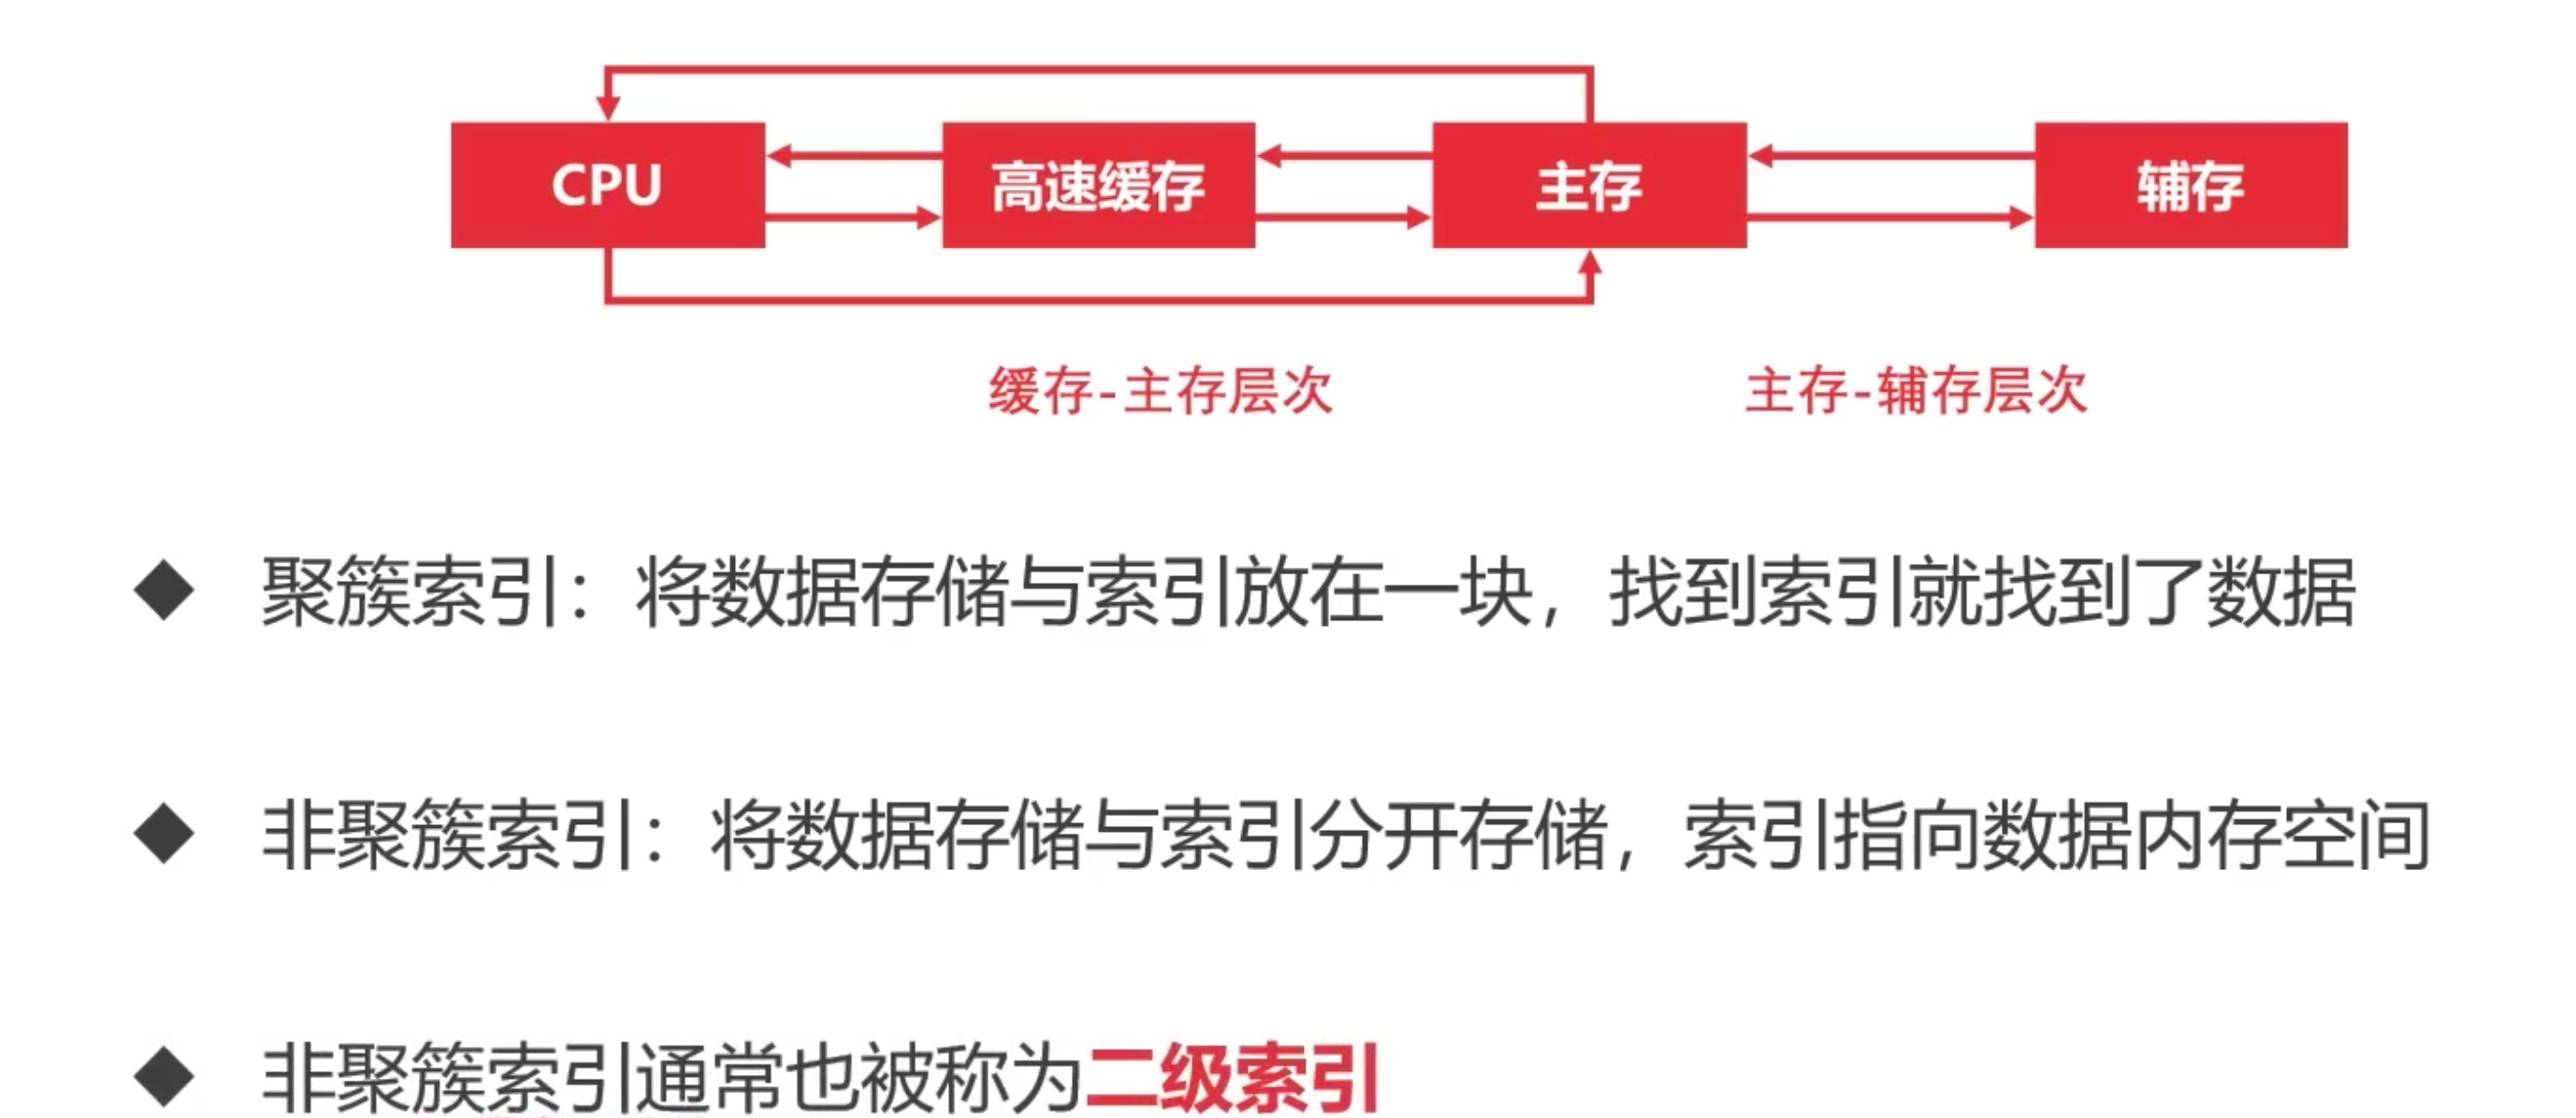 CPU
高速缓存
主存
辅存
缓存-主存层次
主存-辅存层次
聚簇索引：将数据存储与索引放在一块，找到索引就找到了数据
非聚簇索引：将数据存储与索引分开存储，索引指向数据内存空间
非聚簇索引通常也被称为二级索引